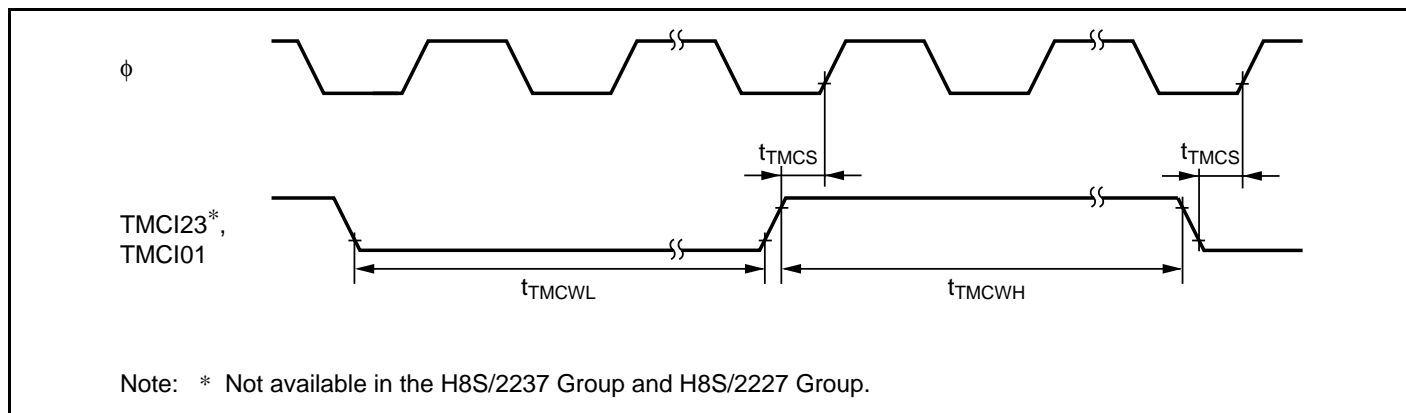 ϕ
tTMCS
tTMCS
TMCI23*,
TMCI01
tTMCWL
tTMCWH
Note: * Not available in the H8S/2237 Group and H8S/2227 Group.